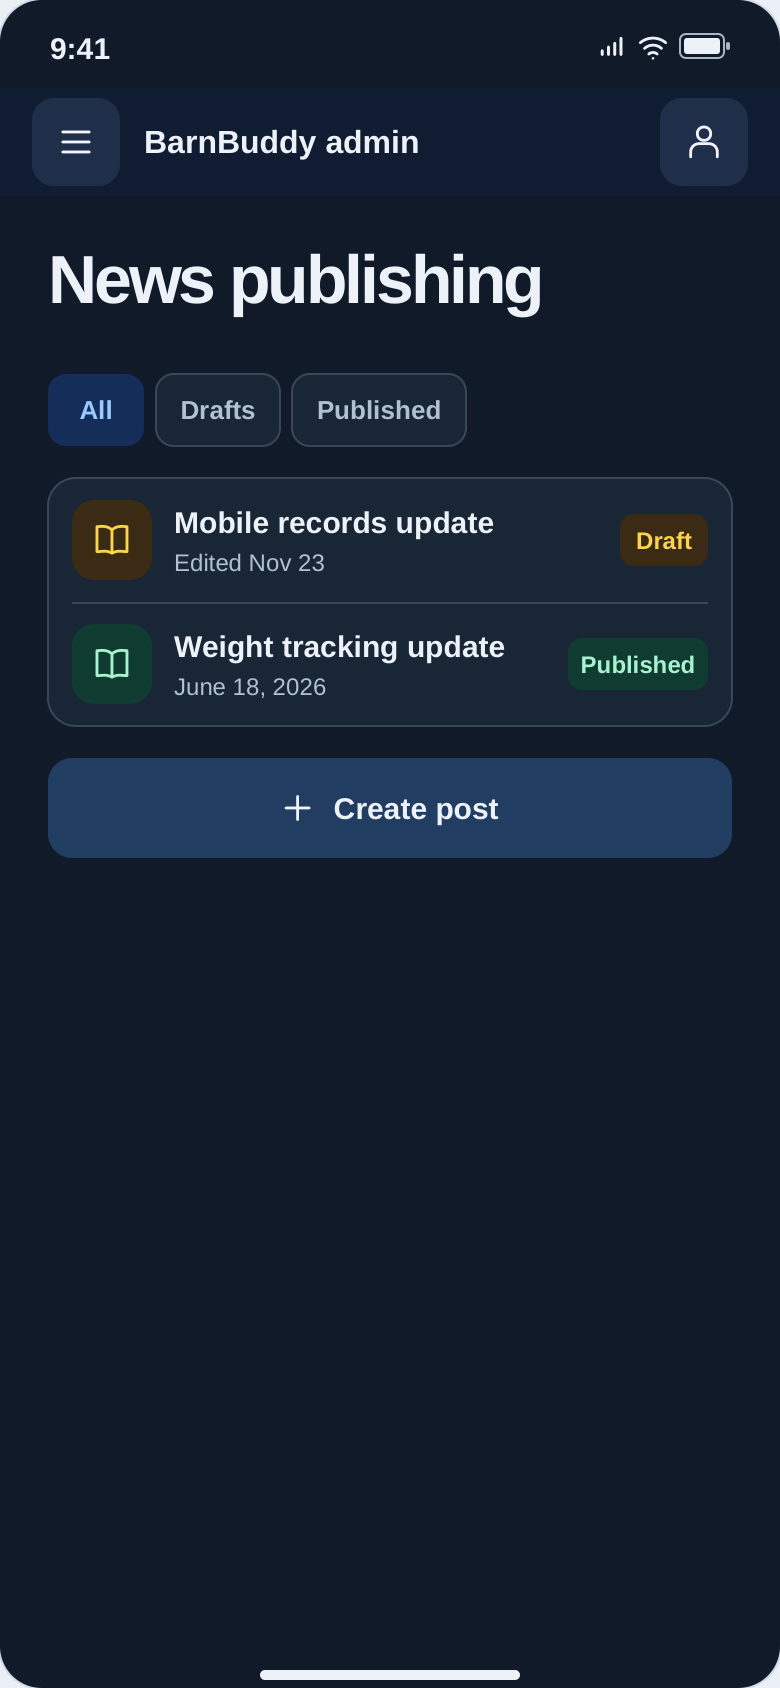 9:41
BarnBuddy admin
News publishing
All Drafts Published
Mobile records update
Edited Nov 23
Draft
Weight tracking update
June 18, 2026
Published
Create post